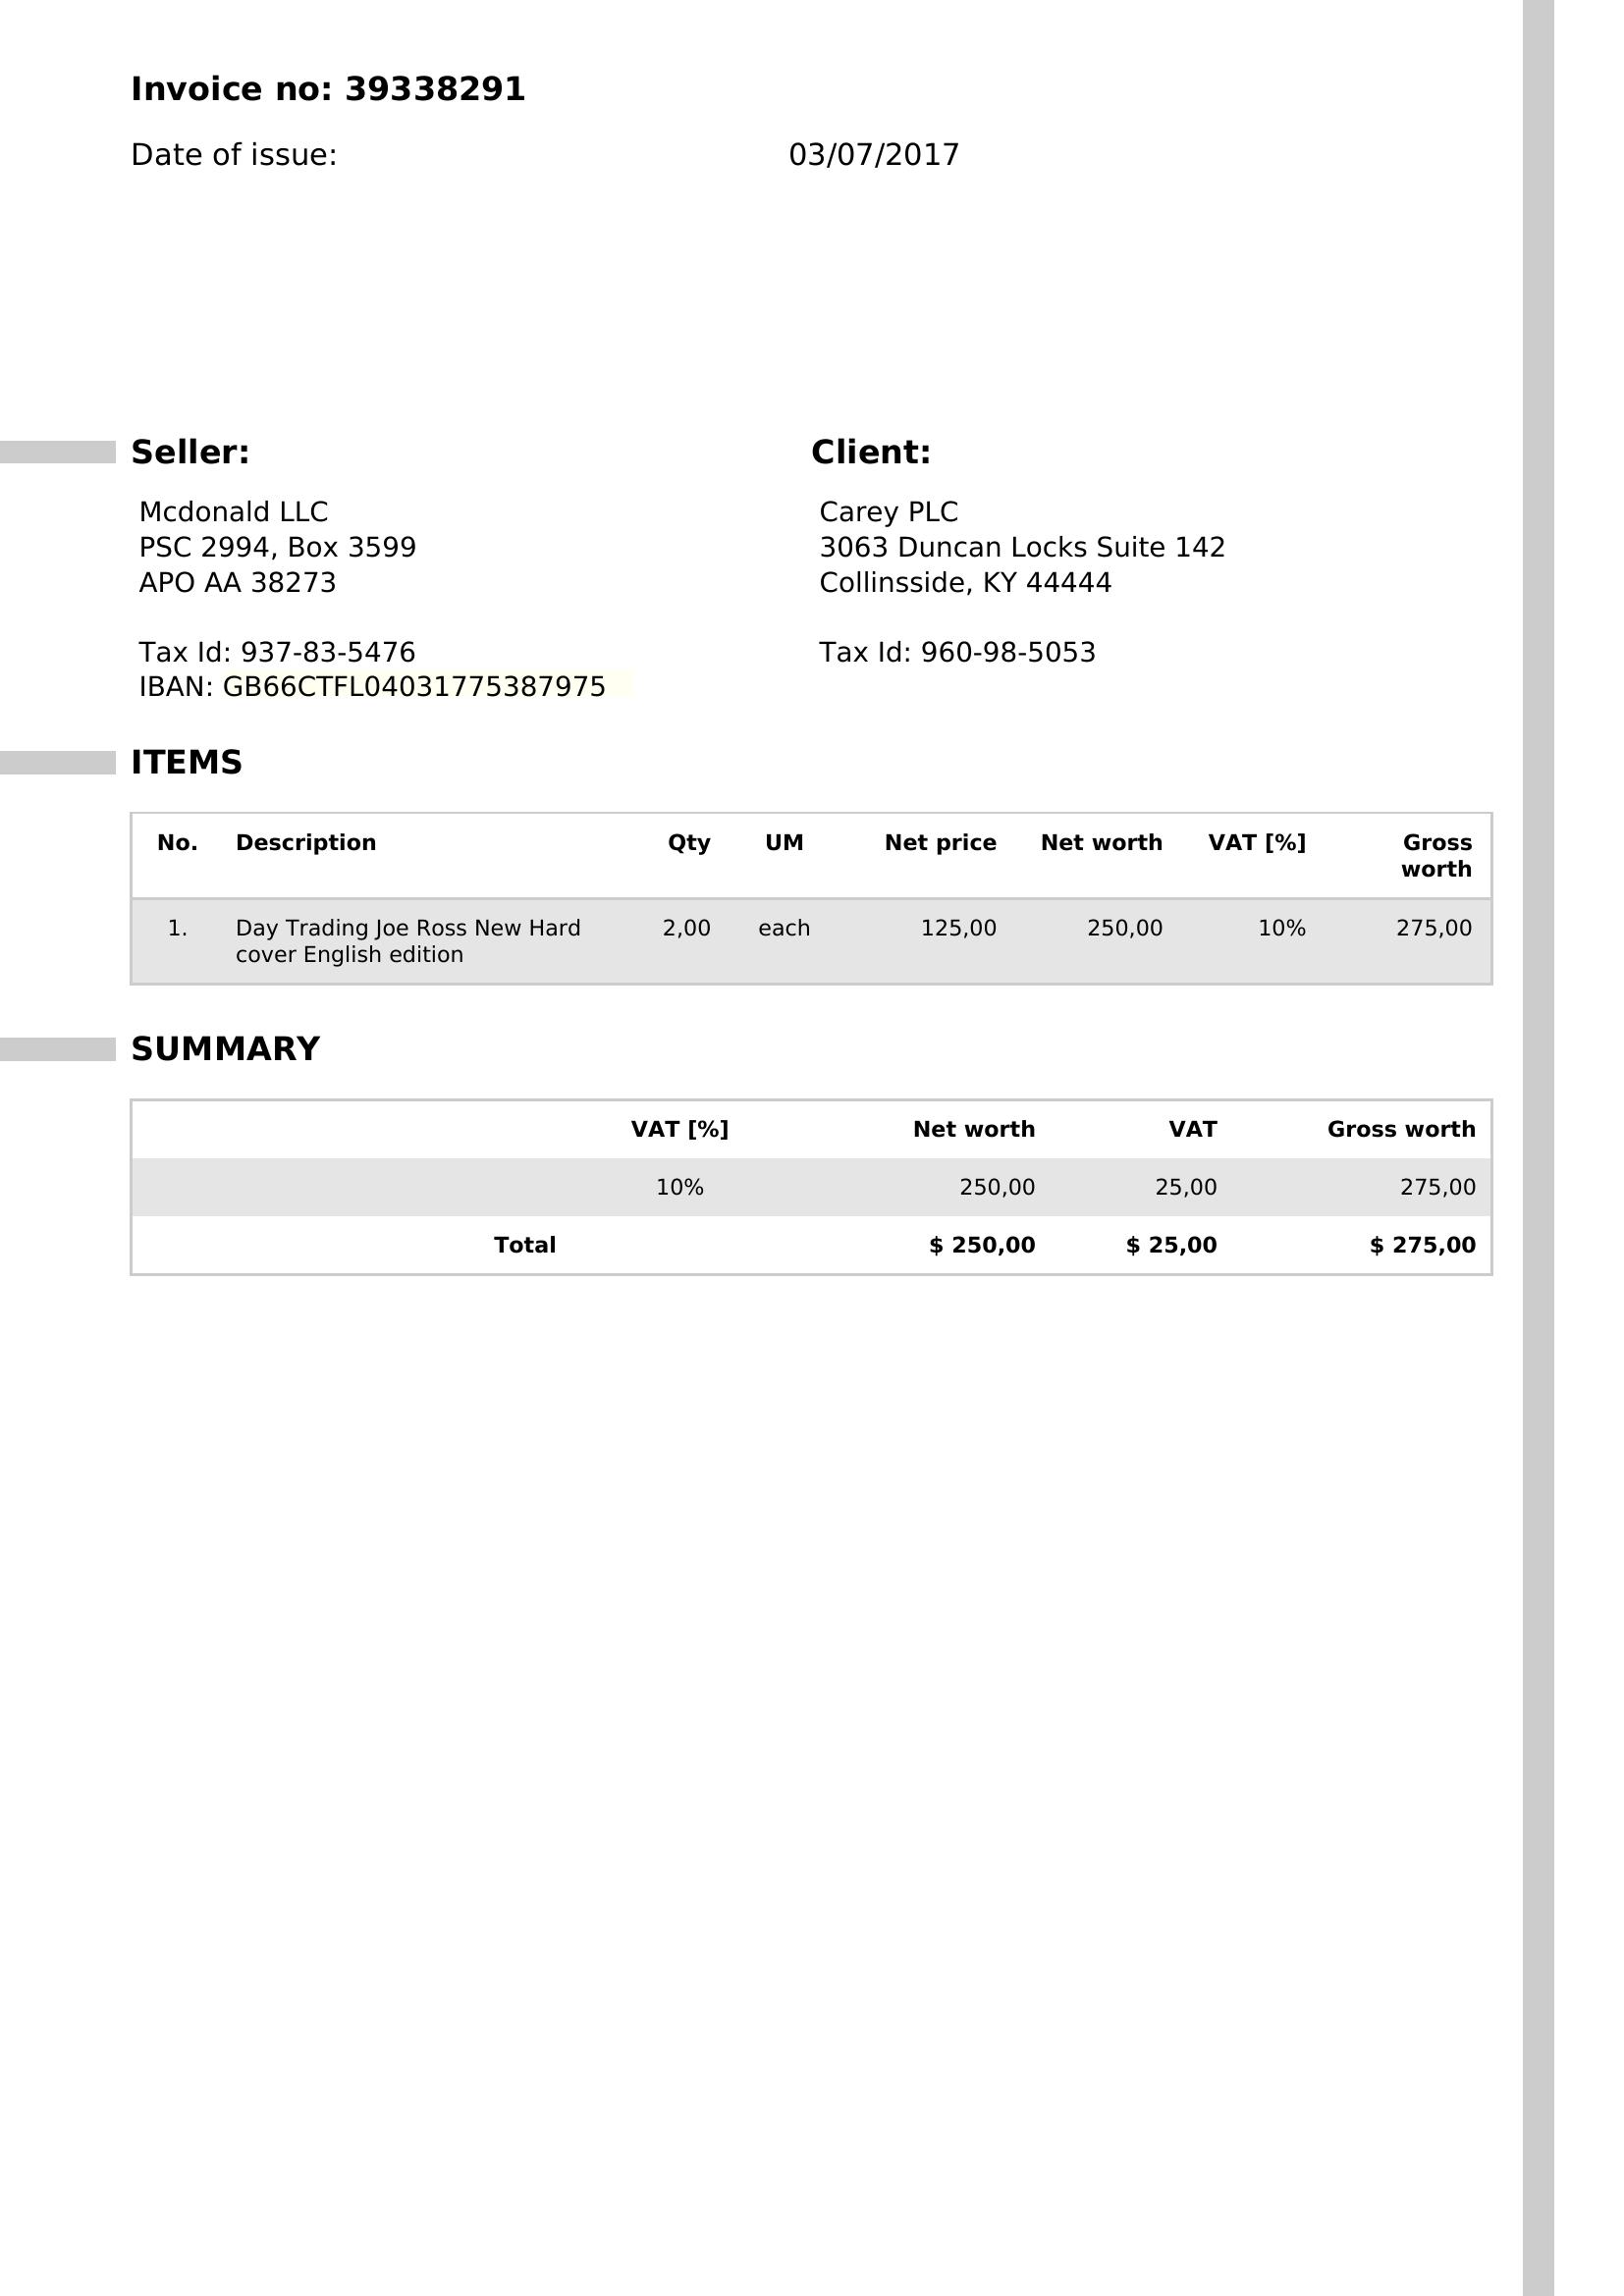 Invoice no: 39338291
Date of issue: 03/07/2017
Seller:
Mcdonald LLC
PSC 2994, Box 3599
APO AA 38273
Tax Id: 937-83-5476
IBAN: GB66CTFL04031775387975
Client:
Carey PLC
3063 Duncan Locks Suite 142
Collinsside, KY 44444
Tax Id: 960-98-5053
ITEMS
No. Description Qty UM Net price Net worth VAT [%] Gross
worth
1. Day Trading Joe Ross New Hard 2,00 each 125,00 250,00 10% 275,00
cover English edition
SUMMARY
VAT [%] Net worth VAT Gross worth
10% 250,00 25,00 275,00
Total $ 250,00 $ 25,00 $ 275,00